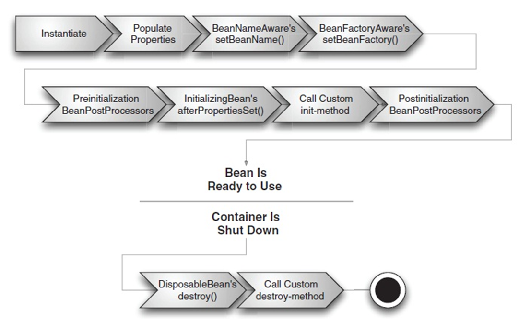 Instantiate
Populate
Properties
BeanNameAware's
setBeanName()
BeanFactoryAware's
setBeanFactory()
Preinitialization
BeanPostProcessors
InitializingBean's
afterPropertiesSet()
Call Custom
init-method
Postinitialization
BeanPostProcessors
Bean Is
Ready to Use
Container Is
Shut Down
DisposableBean's
destroy()
Call Custom
destroy-method